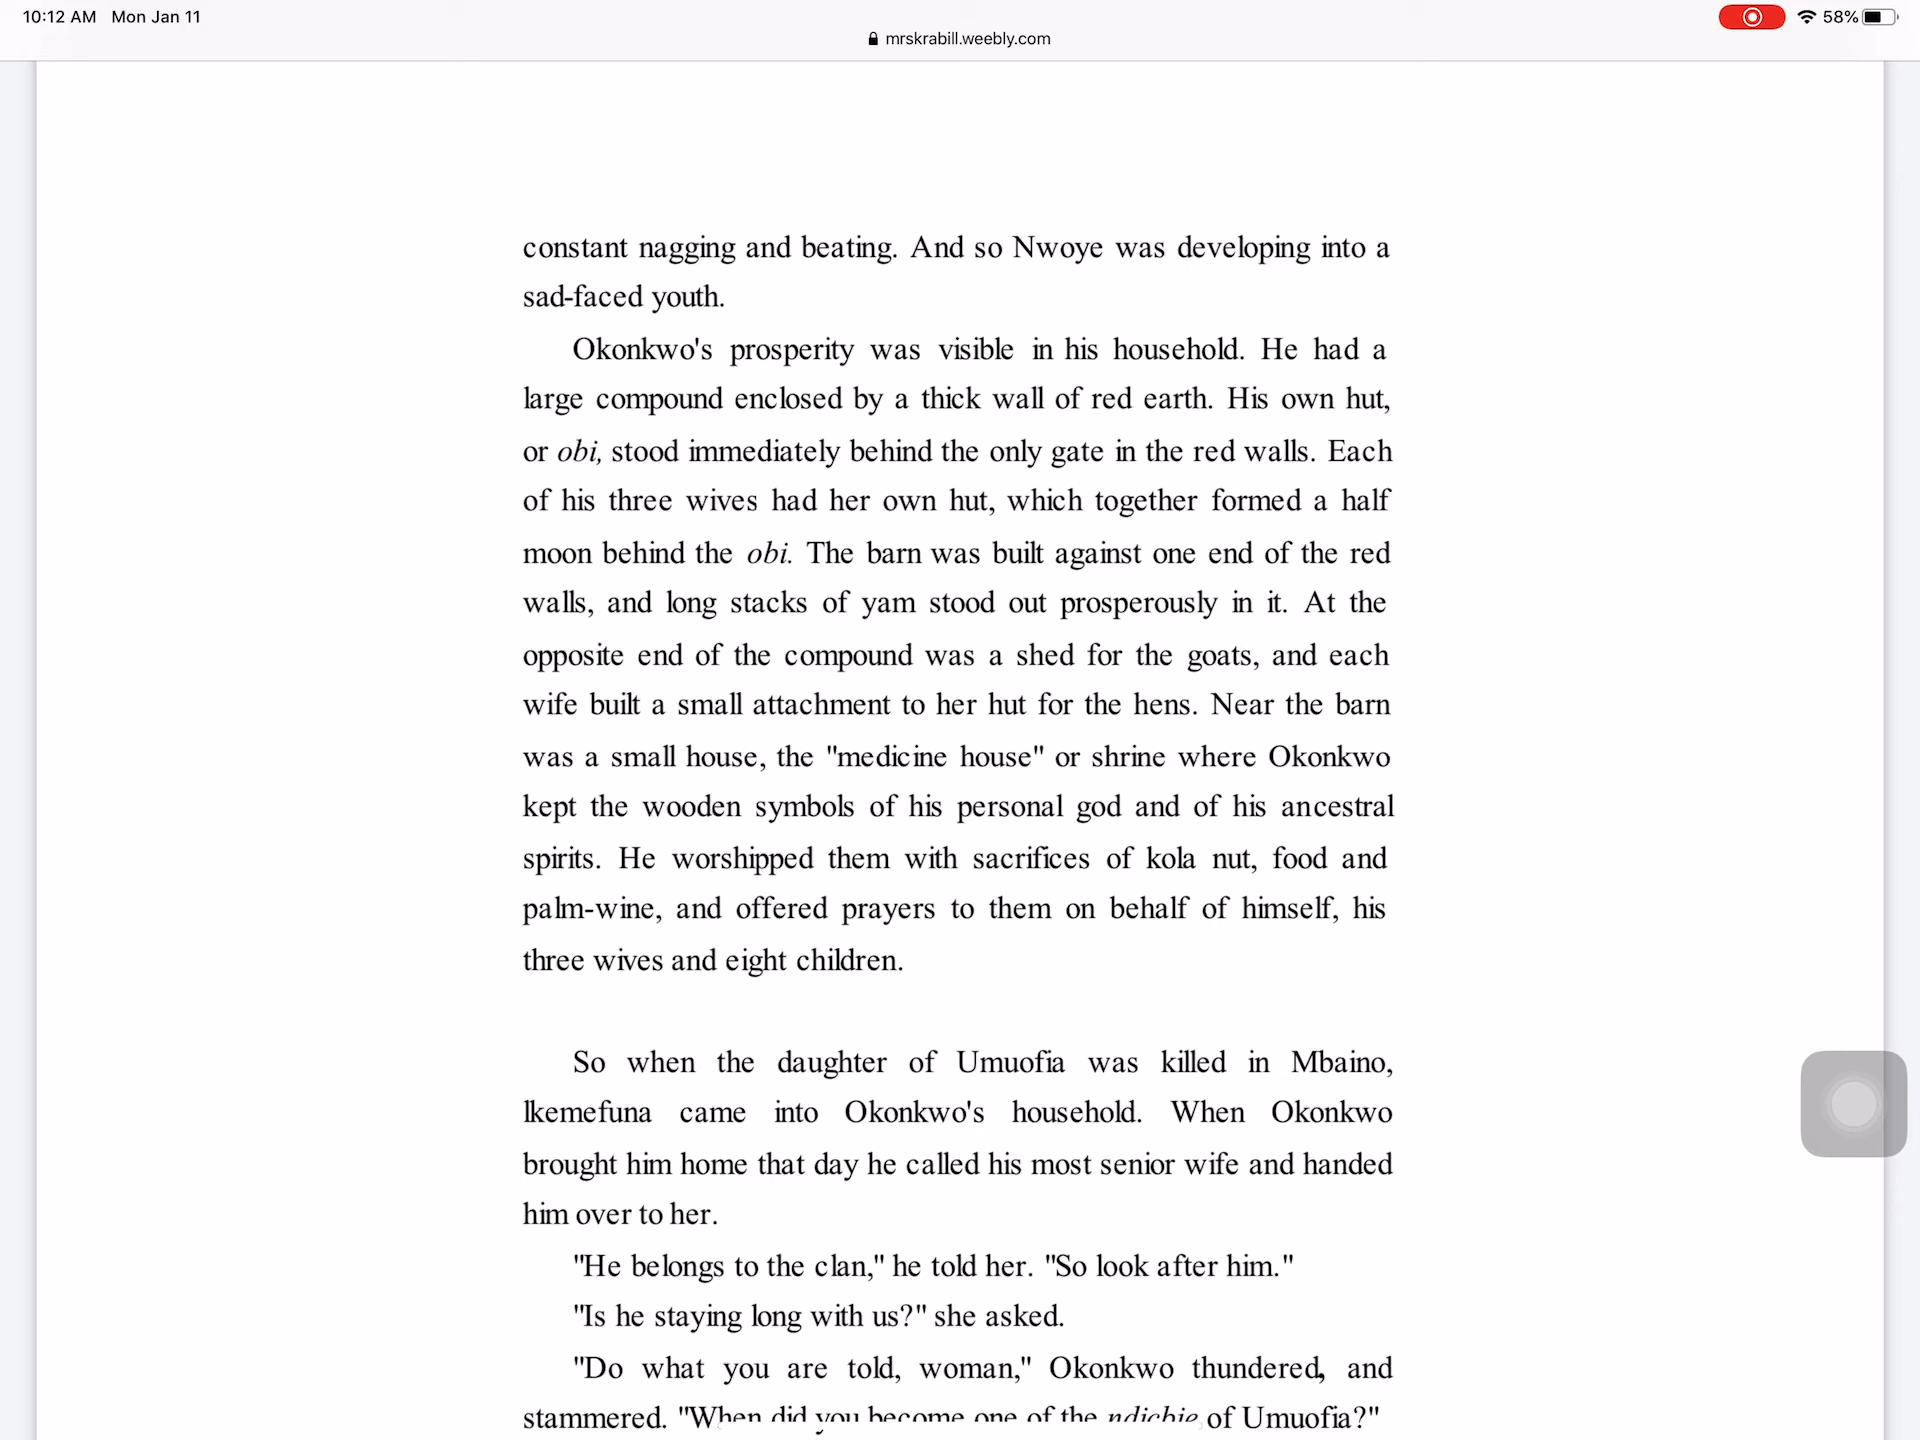 10:12 AM Mon Jan 11
58%
mrskrabill.weebly.com
constant nagging and beating. And so Nwoye was developing into a
sad-faced youth.
Okonkwo's prosperity was visible in his household. He had a
large compound enclosed by a thick wall of red earth. His own hut,
or obi, stood immediately behind the only gate in the red walls. Each
of his three wives had her own hut, which together formed a half
moon behind the obi. The barn was built against one end of the red
walls, and long stacks of yam stood out prosperously in it. At the
opposite end of the compound was a shed for the goats, and each
wife built a small attachment to her hut for the hens. Near the barn
was a small house, the "medicine house" or shrine where Okonkwo
kept the wooden symbols of his personal god and of his ancestral
spirits. He worshipped them with sacrifices of kola nut, food and
palm-wine, and offered prayers to them on behalf of himself, his
three wives and eight children.
So when the daughter of Umuofia was killed in Mbaino,
Ikemefuna came into Okonkwo's household. When Okonkwo
brought him home that day he called his most senior wife and handed
him over to her.
"He belongs to the clan," he told her. "So look after him."
"Is he staying long with us?" she asked.
"Do what you are told, woman," Okonkwo thundered, and
stammered. "When did you become one of the ndichie of Umuofia?"